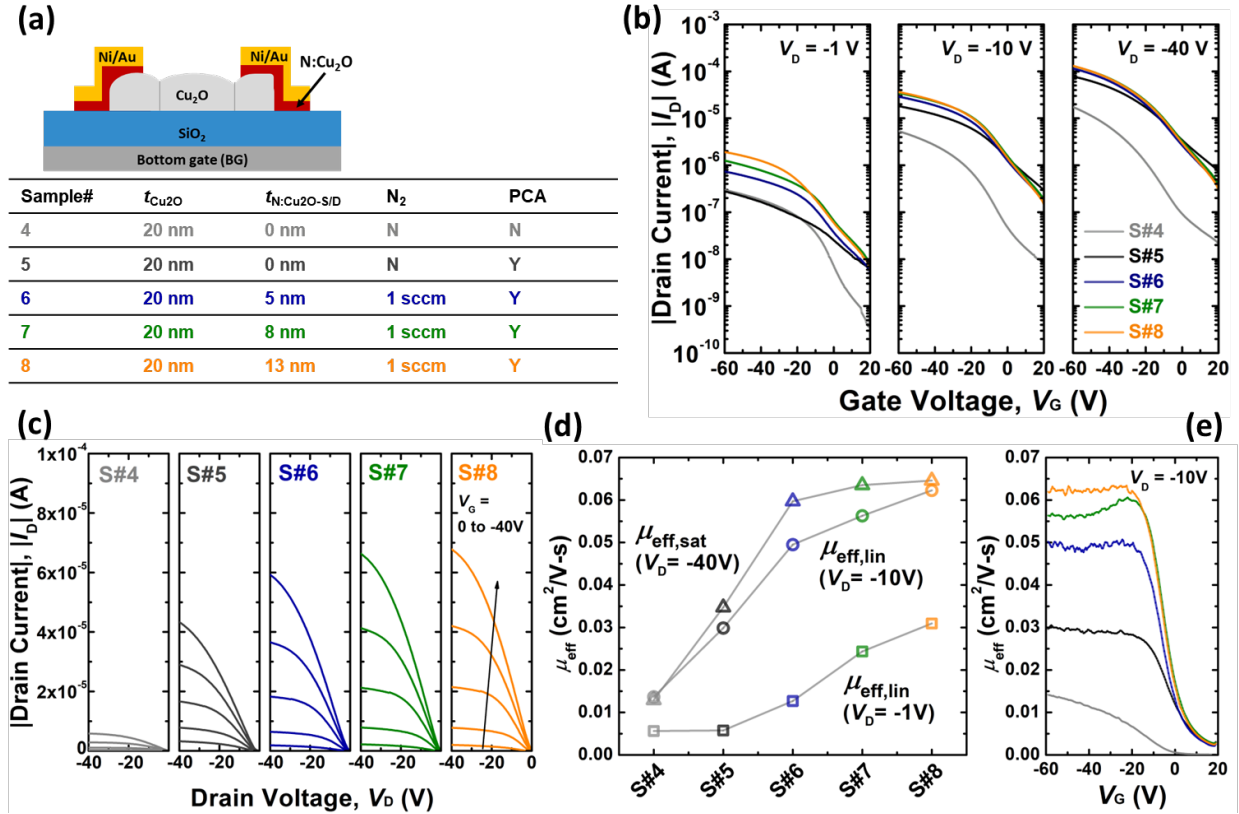 (a)
Ni/Au
Ni/Au
N:Cu₂O
Cu₂O
SiO₂
Bottom gate (BG)
Sample# tCu2O tN:Cu2O-S/D N₂ PCA
4 20 nm 0 nm N N
5 20 nm 0 nm N Y
6 20 nm 5 nm 1 sccm Y
7 20 nm 8 nm 1 sccm Y
8 20 nm 13 nm 1 sccm Y
(b)
|Drain Current|, |ID| (A)
10⁻³
10⁻⁴
10⁻⁵
10⁻⁶
10⁻⁷
10⁻⁸
10⁻⁹
10⁻¹⁰
VD = -1 V
VD = -10 V
VD = -40 V
S#4
S#5
S#6
S#7
S#8
-60 -40 -20 0 20
-60 -40 -20 0 20
-60 -40 -20 0 20
Gate Voltage, VG (V)
(c)
|Drain Current|, |ID| (A)
1x10⁻⁴
8x10⁻⁵
6x10⁻⁵
4x10⁻⁵
2x10⁻⁵
0
S#4
S#5
S#6
S#7
S#8
VG =
0 to -40V
-40 -20
-40 -20
-40 -20
-40 -20
-40 -20 0
Drain Voltage, VD (V)
(d)
μeff (cm²/V-s)
0.07
0.06
0.05
0.04
0.03
0.02
0.01
0.00
μeff,sat
(VD= -40V)
μeff,lin
(VD= -10V)
μeff,lin
(VD= -1V)
S#4 S#5 S#6 S#7 S#8
(e)
μeff (cm²/V-s)
0.07
0.06
0.05
0.04
0.03
0.02
0.01
0.00
VD = -10V
-60 -40 -20 0 20
VG (V)